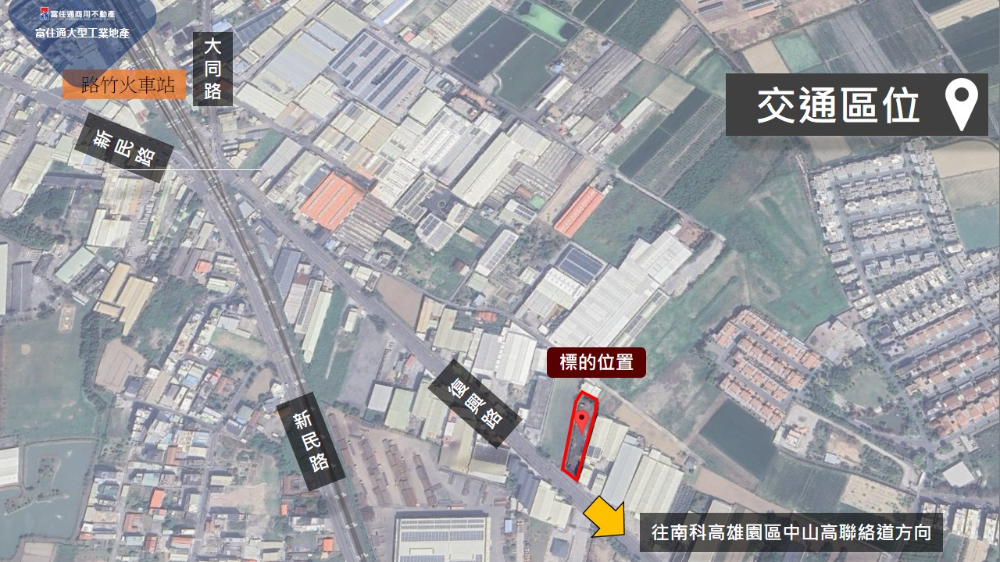 富住通商用不動產
富住通大型工業地產
大同路
路竹火車站
交通區位
新民路
標的位置
復興路
新民路
往南科高雄園區中山高聯絡道方向